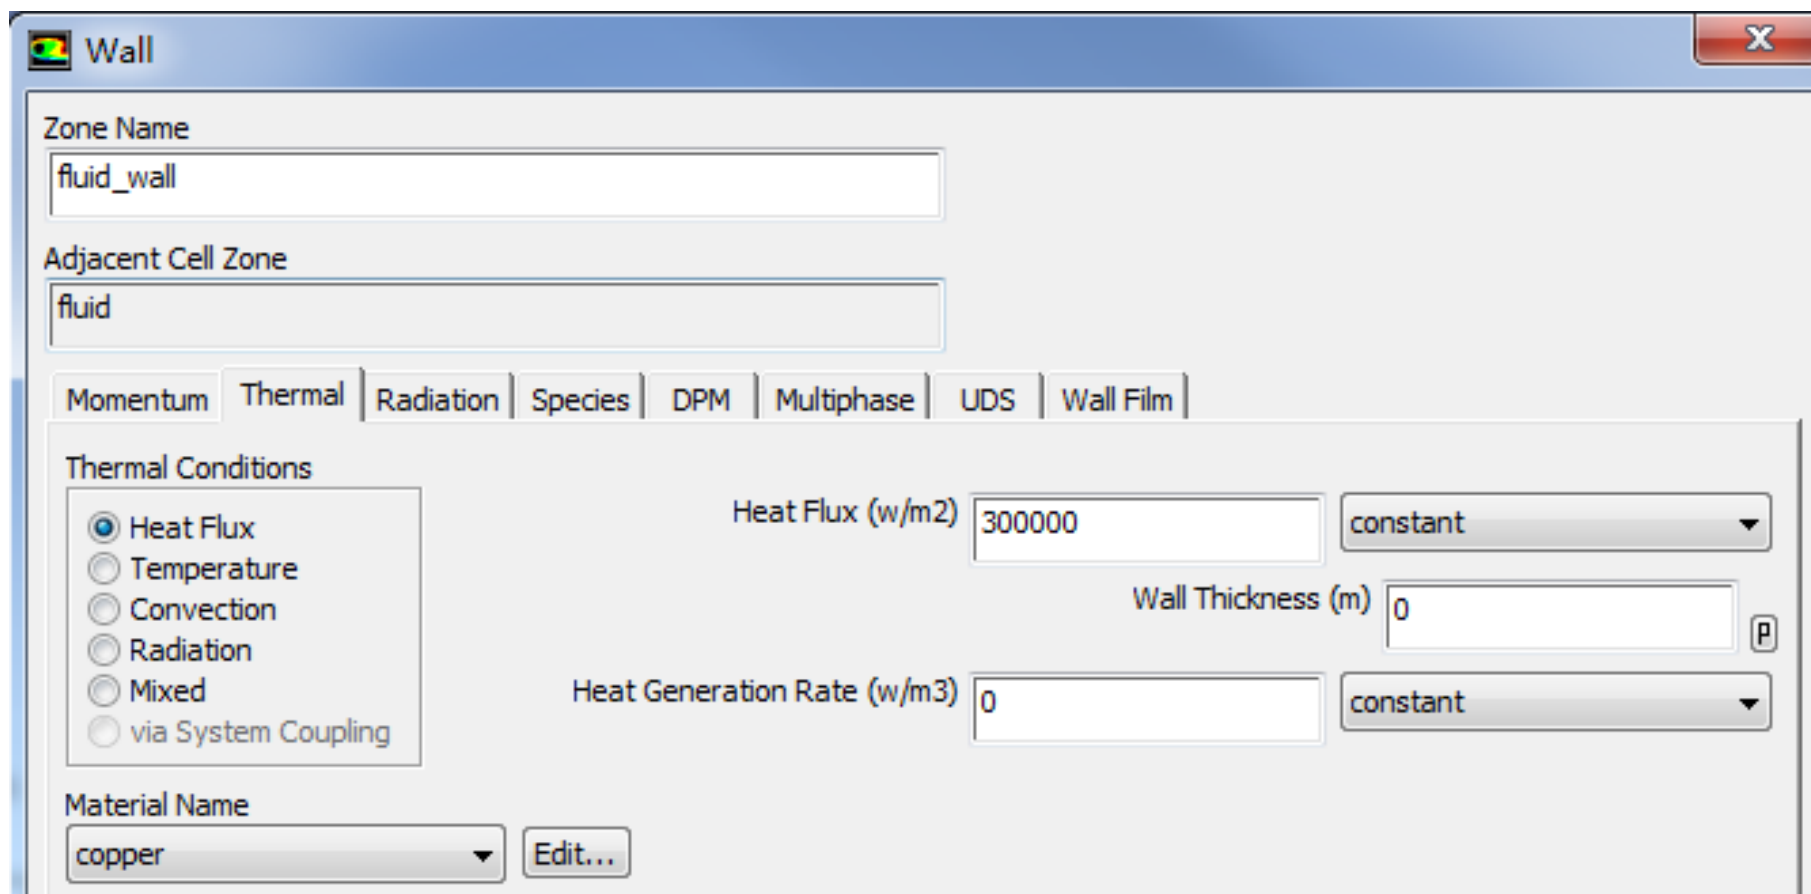 Wall
X
Zone Name
fluid_wall
Adjacent Cell Zone
fluid
Momentum Thermal Radiation Species DPM Multiphase UDS Wall Film
Thermal Conditions
Heat Flux
Temperature
Convection
Radiation
Mixed
via System Coupling
Heat Flux (w/m2) 300000 constant
Wall Thickness (m) 0 P
Heat Generation Rate (w/m3) 0 constant
Material Name
copper Edit...